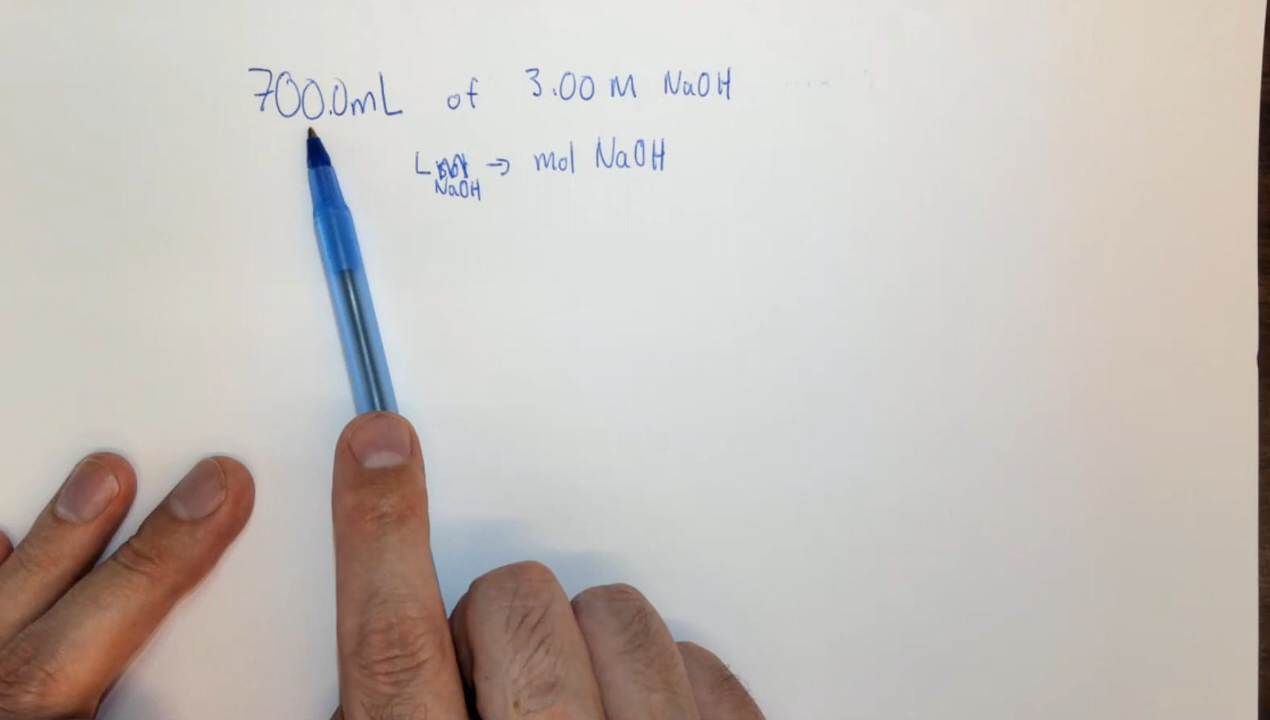 700.0mL of 3.00 M NaOH
L → mol NaOH
NaOH